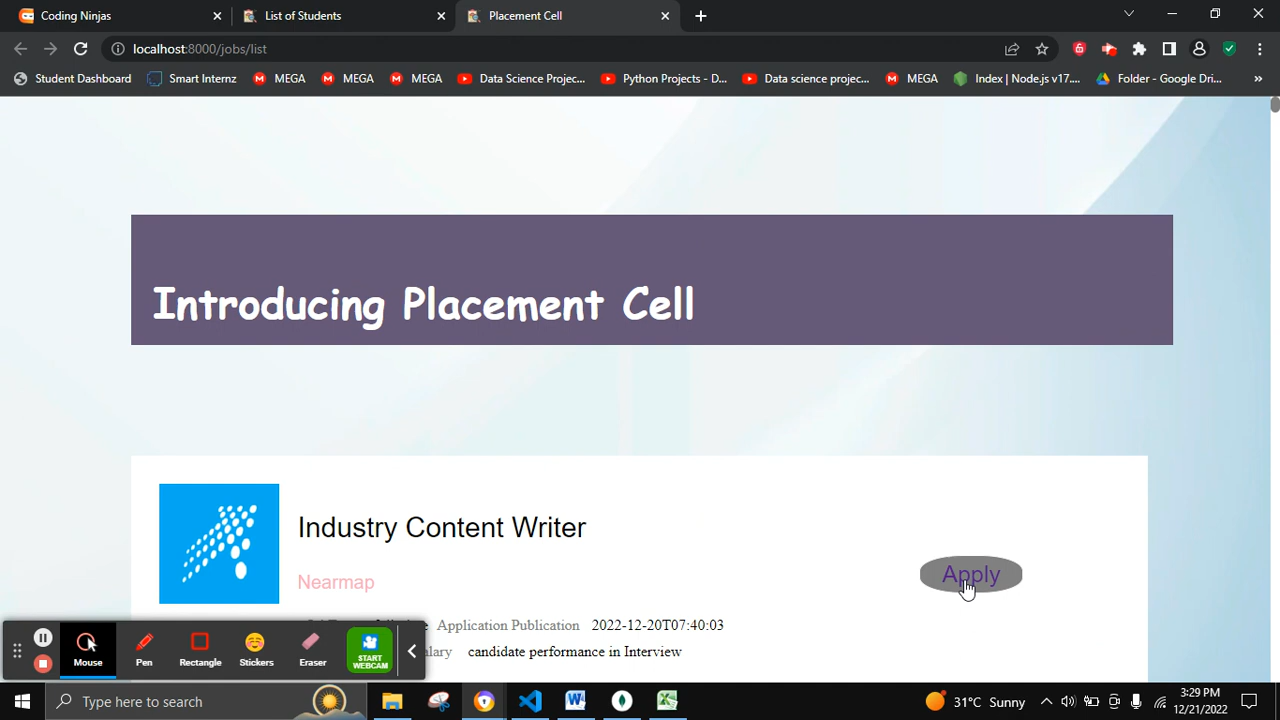 Coding Ninjas
List of Students
Placement Cell
localhost:8000/jobs/list
Student Dashboard
Smart Internz
MEGA
MEGA
MEGA
Data Science Projec...
Python Projects - D...
Data science projec...
MEGA
Index | Node.js v17....
Folder - Google Dri...
»
Introducing Placement Cell
Industry Content Writer
Nearmap
Apply
Application Publication 2022-12-20T07:40:03
candidate performance in Interview
Mouse
Pen
Rectangle
Stickers
Eraser
START
WEBCAM
Type here to search
31°C Sunny
3:29 PM
12/21/2022